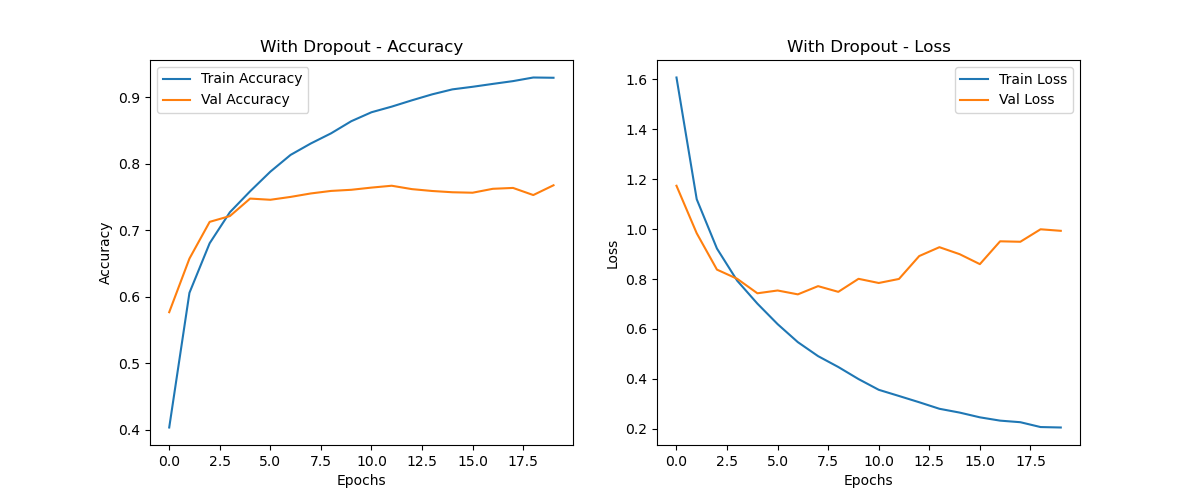 With Dropout - Accuracy
Train Accuracy
Val Accuracy
0.9
0.8
0.7
0.6
0.5
0.4
Accuracy
0.0 2.5 5.0 7.5 10.0 12.5 15.0 17.5
Epochs
With Dropout - Loss
Train Loss
Val Loss
1.6
1.4
1.2
1.0
0.8
0.6
0.4
0.2
Loss
0.0 2.5 5.0 7.5 10.0 12.5 15.0 17.5
Epochs